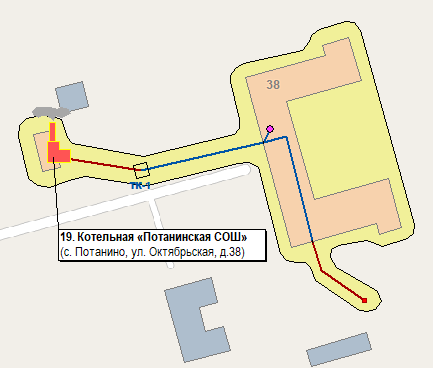 38
ТК-1
19. Котельная «Потанинская СОШ»
(с. Потанино, ул. Октябрьская, д.38)